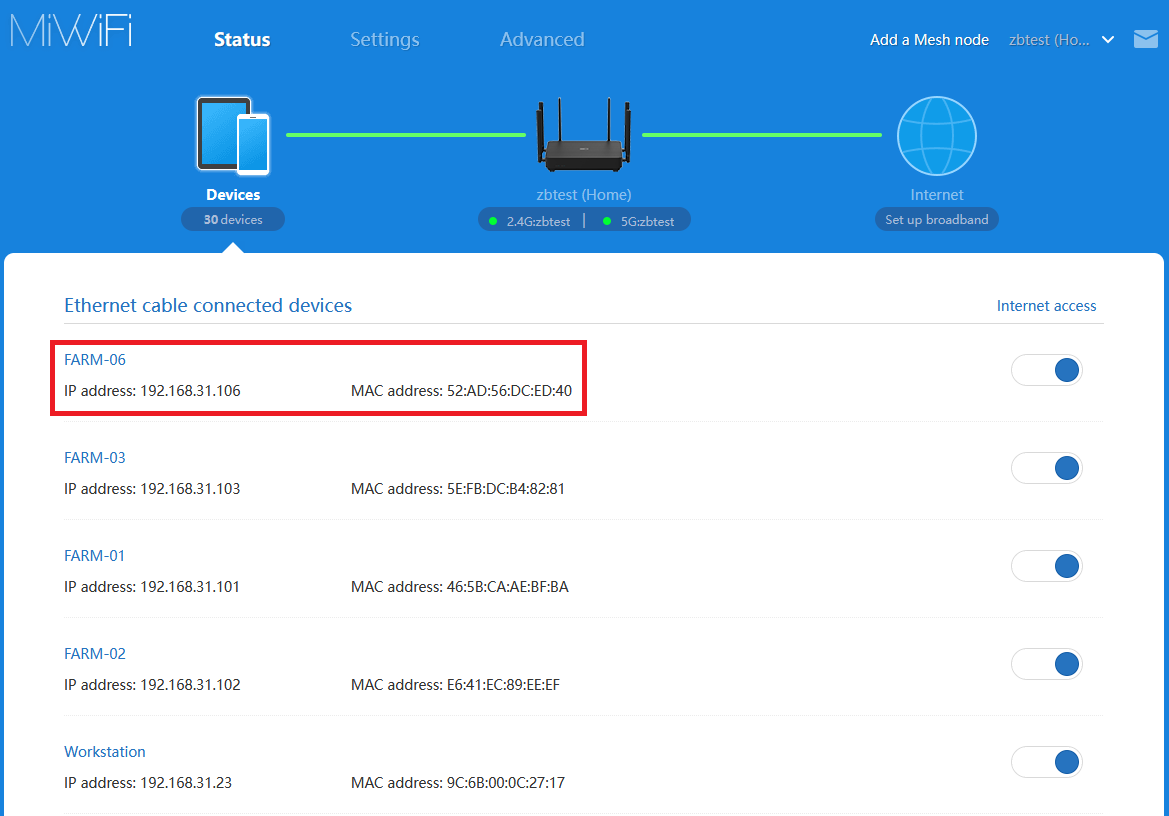 MiWiFi
Status Settings Advanced Add a Mesh node zbtest (Ho...
Devices zbtest (Home) Internet
30 devices 2.4G:zbtest | 5G:zbtest Set up broadband
Ethernet cable connected devices Internet access
FARM-06
IP address: 192.168.31.106 MAC address: 52:AD:56:DC:ED:40
FARM-03
IP address: 192.168.31.103 MAC address: 5E:FB:DC:B4:82:81
FARM-01
IP address: 192.168.31.101 MAC address: 46:5B:CA:AE:BF:BA
FARM-02
IP address: 192.168.31.102 MAC address: E6:41:EC:89:EE:EF
Workstation
IP address: 192.168.31.23 MAC address: 9C:6B:00:0C:27:17